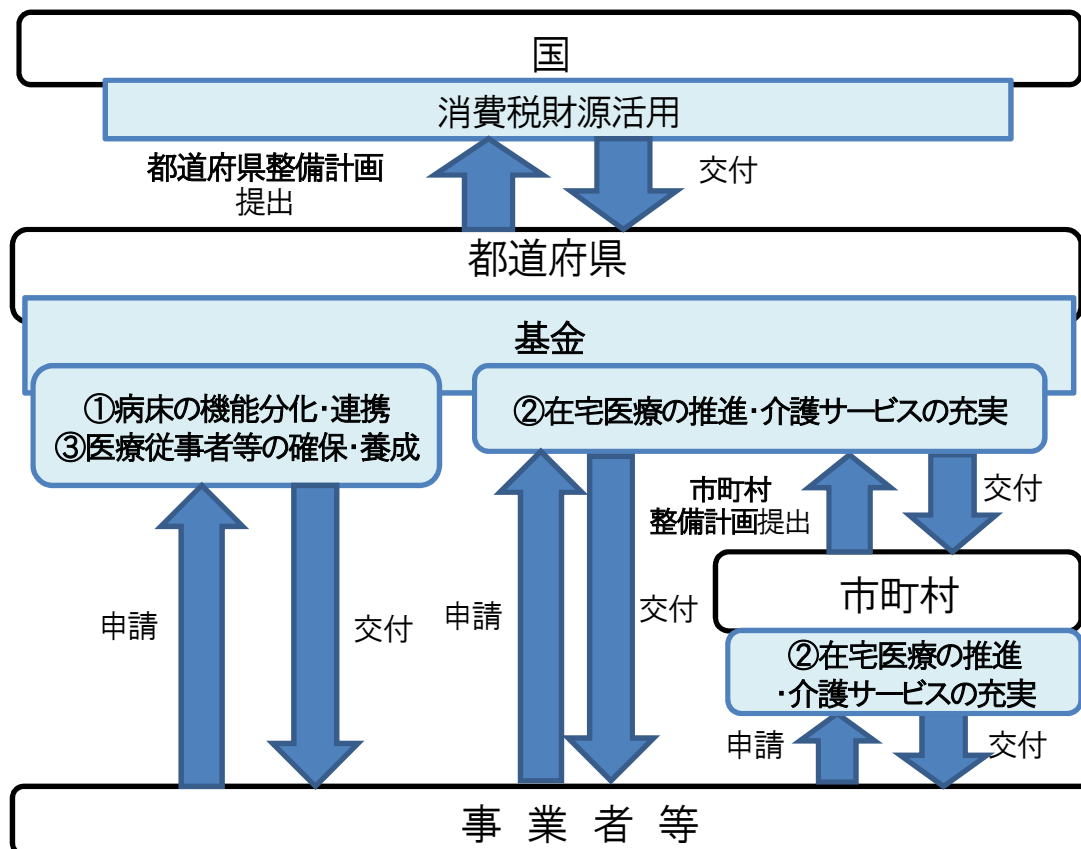 国
消費税財源活用
都道府県整備計画
提出
交付
都道府県
基金
①病床の機能分化・連携
③医療従事者等の確保・養成
②在宅医療の推進・介護サービスの充実
市町村
整備計画提出
交付
申請
交付
申請
交付
市町村
②在宅医療の推進
・介護サービスの充実
申請
交付
事業者等